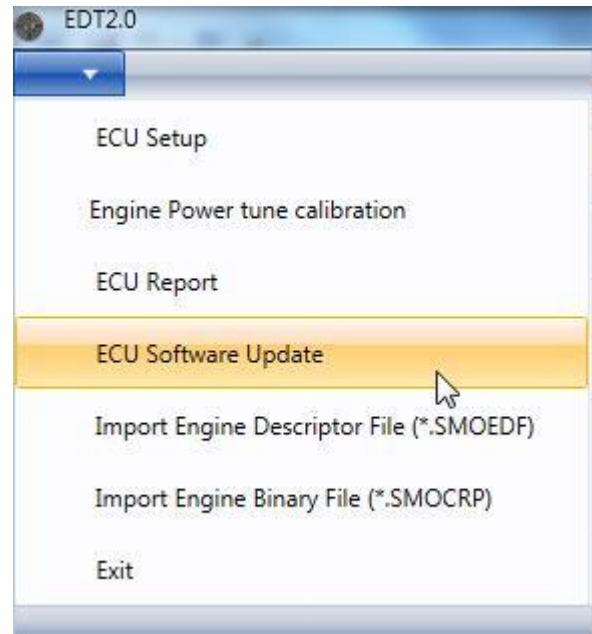 EDT2.0
ECU Setup
Engine Power tune calibration
ECU Report
ECU Software Update
Import Engine Descriptor File (*.SMOEDF)
Import Engine Binary File (*.SMOCRP)
Exit